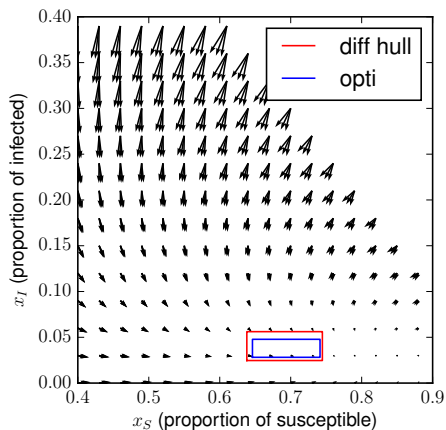 0.40
0.35
0.30
0.25
0.20
0.15
0.10
0.05
0.00
x_I (proportion of infected)
diff hull
opti
0.4 0.5 0.6 0.7 0.8 0.9
x_S (proportion of susceptible)